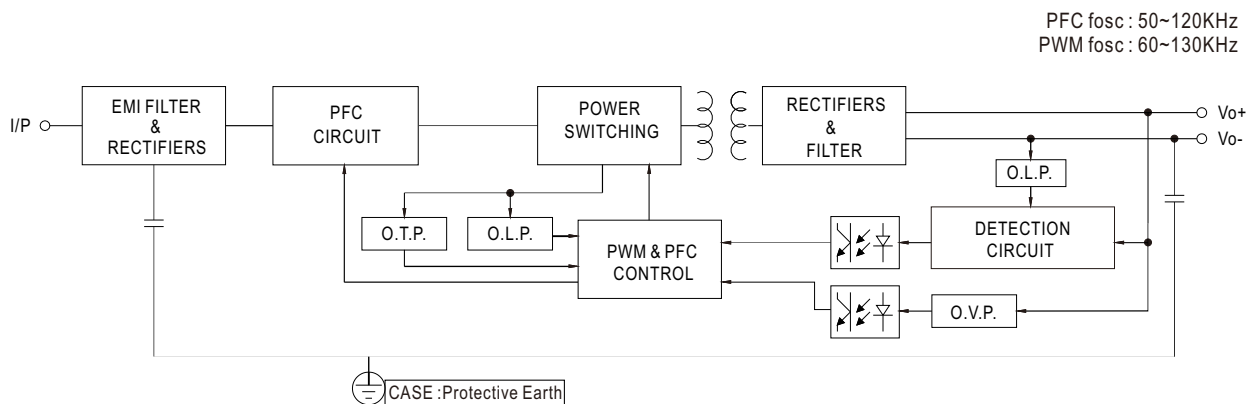 PFC fosc : 50~120KHz
PWM fosc : 60~130KHz
I/P
EMI FILTER
&
RECTIFIERS
PFC
CIRCUIT
POWER
SWITCHING
RECTIFIERS
&
FILTER
Vo+
Vo-
O.L.P.
O.T.P.
O.L.P.
PWM & PFC
CONTROL
DETECTION
CIRCUIT
O.V.P.
CASE :Protective Earth